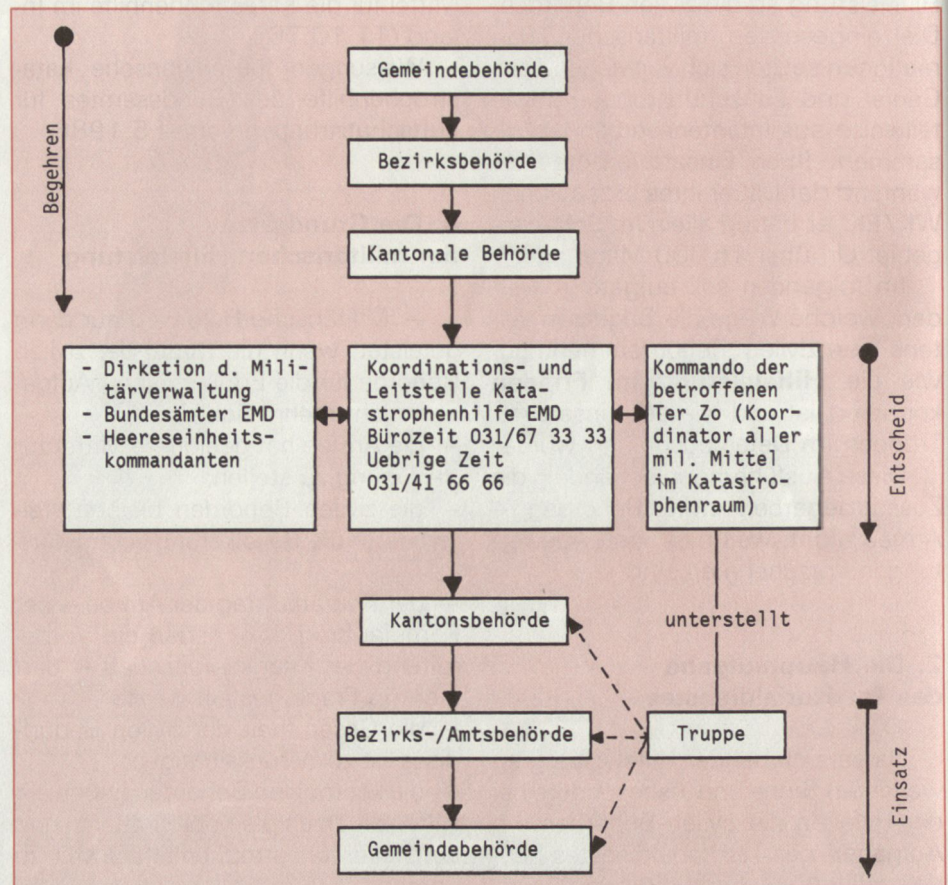 Begehren
Gemeindebehörde
Bezirksbehörde
Kantonale Behörde
- Dirketion d. Mili-
tärverwaltung
- Bundesämter EMD
- Heereseinheits-
kommandanten
Koordinations- und
Leitstelle Kata-
strophenhilfe EMD
Bürozeit 031/67 33 33
Uebrige Zeit
031/41 66 66
Kommando der
betroffenen
Ter Zo (Koor-
dinator aller
mil. Mittel
im Katastro-
phenraum)
Entscheid
Kantonsbehörde
unterstellt
Bezirks-/Amtsbehörde
Truppe
Gemeindebehörde
Einsatz